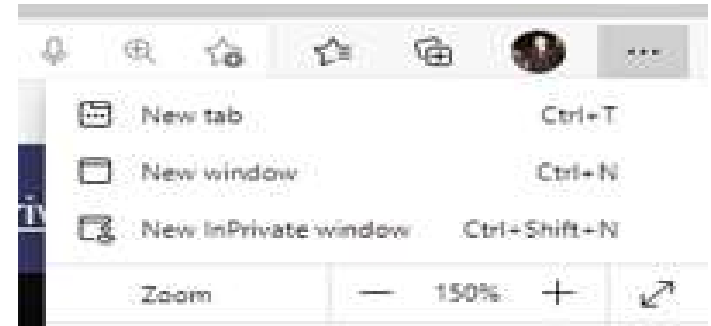 New tab Ctrl+T
New window Ctrl+N
New InPrivate window Ctrl+Shift+N
Zoom — 150% +